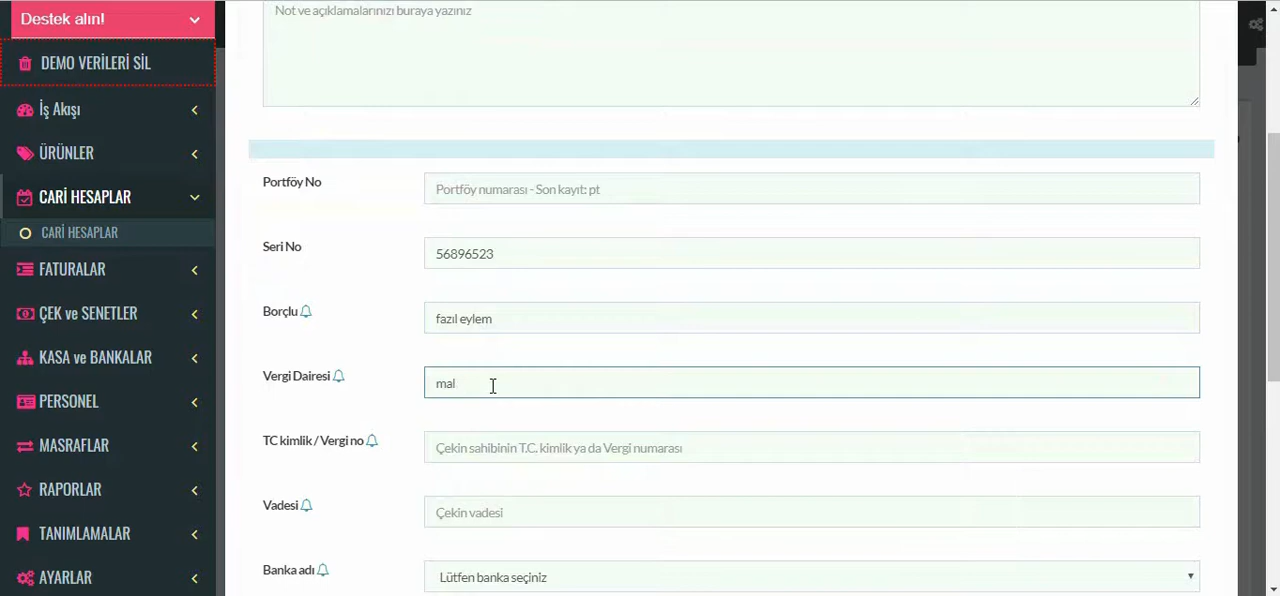 Destek alın!
DEMO VERİLERİ SİL
İş Akışı
ÜRÜNLER
CARİ HESAPLAR
CARİ HESAPLAR
FATURALAR
ÇEK ve SENETLER
KASA ve BANKALAR
PERSONEL
MASRAFLAR
RAPORLAR
TANIMLAMALAR
AYARLAR
Not ve açıklamalarınızı buraya yazınız
Portföy No
Portföy numarası - Son kayıt: pt
Seri No
56896523
Borçlu
fazıl eylem
Vergi Dairesi
mal
TC kimlik / Vergi no
Çekin sahibinin T.C. kimlik ya da Vergi numarası
Vadesi
Çekin vadesi
Banka adı
Lütfen banka seçiniz